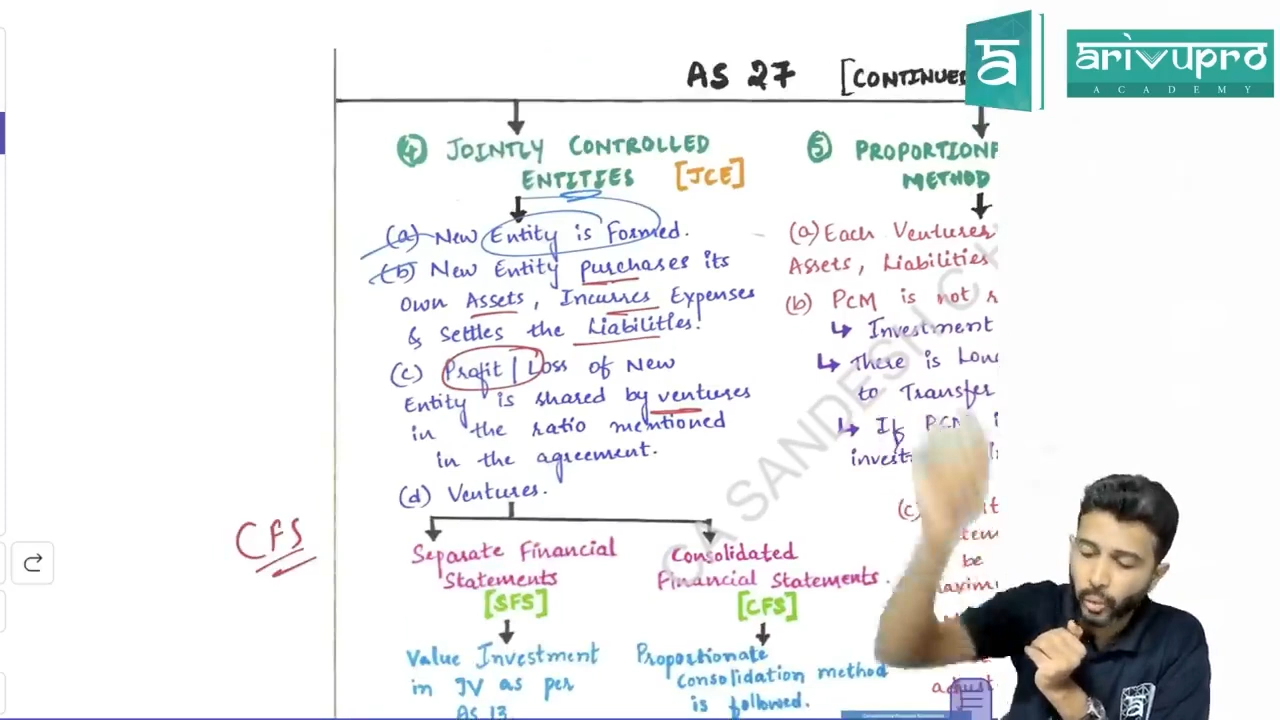 AS 27
ā
arivupro
ACADEMY
④ JOINTLY CONTROLLED
ENTITIES [JCE]
(a) New Entity is Formed.
(b) New Entity purchases its
own Assets, Incurres Expenses
& Settles the Liabilities.
(c) Profit | Loss of New
Entity is shared by ventures
in the ratio mentioned
in the agreement.
(d) Ventures.
Separate Financial
Statements
[SFS]
Value Investment
in JV as per
AS 13.
Consolidated
Financial Statements.
[CFS]
Proportionate
Consolidation method
is followed.
CFS
⑤
METHOD
(a) Each Ventures
Assets, Liabilities
(b) PCM is not
↳ Investment
↳ There is
to Transfer
↳ If PCM
(c)
be
CA SANDESH